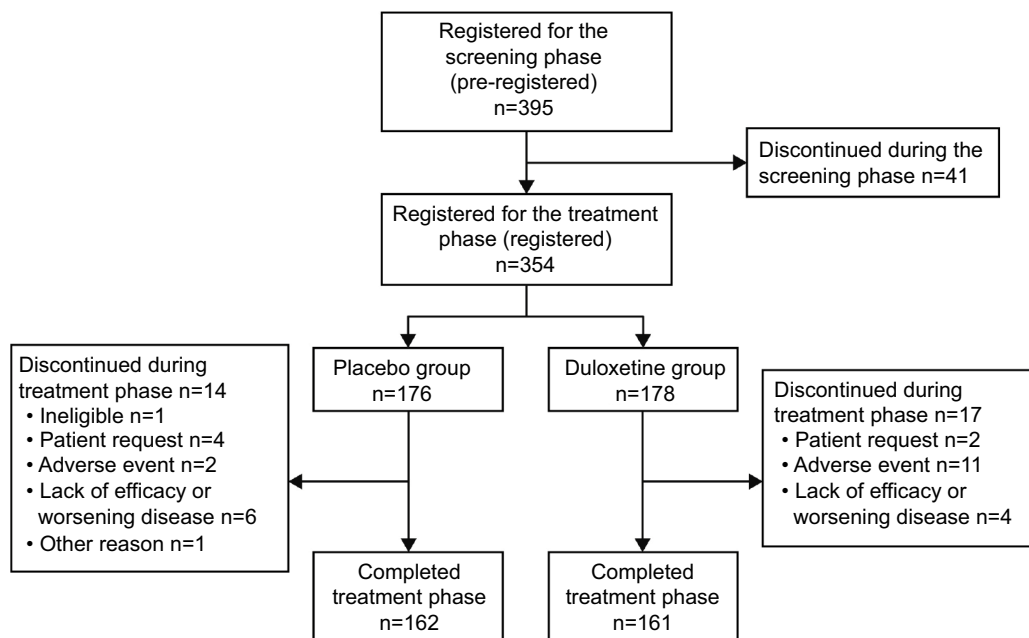 Registered for the
screening phase
(pre-registered)
n=395
Discontinued during the
screening phase n=41
Registered for the treatment
phase (registered)
n=354
Placebo group
n=176
Duloxetine group
n=178
Discontinued during
treatment phase n=14
• Ineligible n=1
• Patient request n=4
• Adverse event n=2
• Lack of efficacy or
worsening disease n=6
• Other reason n=1
Discontinued during
treatment phase n=17
• Patient request n=2
• Adverse event n=11
• Lack of efficacy or
worsening disease n=4
Completed
treatment phase
n=162
Completed
treatment phase
n=161